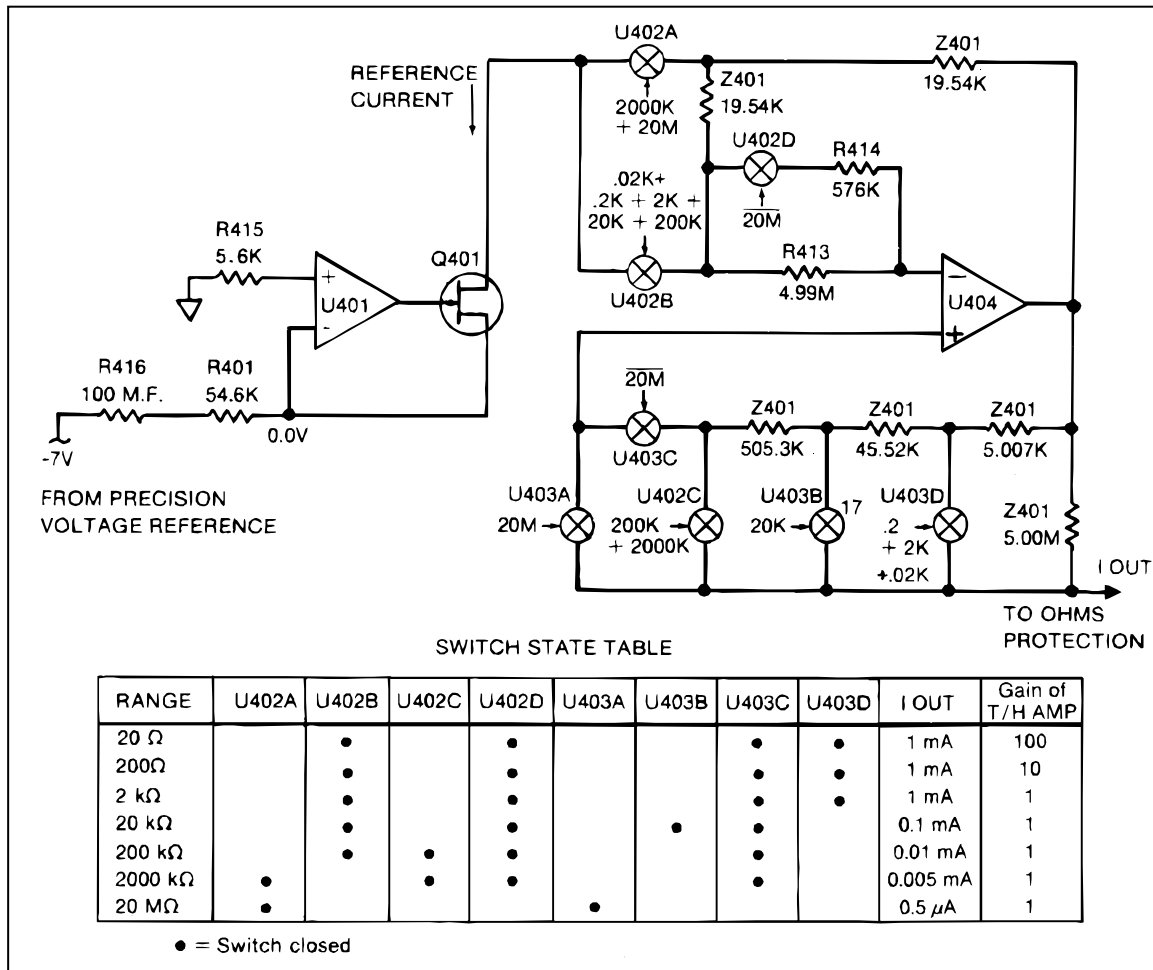 U402A
Z401
19.54K
REFERENCE
CURRENT
2000K
+ 20M
Z401
19.54K
U402D
R414
576K
20M
.02K+
.2K + 2K +
20K + 200K
R415
5.6K
Q401
+
U401
-
U402B
R413
4.99M
−
U404
+
R416
100 M.F.
R401
54.6K
0.0V
-7V
FROM PRECISION
VOLTAGE REFERENCE
20M
U403C
Z401
505.3K
Z401
45.52K
Z401
5.007K
U403A
20M
U402C
200K
+ 2000K
U403B
20K
17
U403D
.2
+ 2K
+.02K
Z401
5.00M
I OUT
TO OHMS
PROTECTION
SWITCH STATE TABLE
RANGE U402A U402B U402C U402D U403A U403B U403C U403D I OUT Gain of T/H AMP
20 Ω ● ● ● ● 1 mA 100
200Ω ● ● ● ● 1 mA 10
2 kΩ ● ● ● ● 1 mA 1
20 kΩ ● ● ● ● 0.1 mA 1
200 kΩ ● ● ● ● 0.01 mA 1
2000 kΩ ● ● ● ● 0.005 mA 1
20 MΩ ● ● 0.5 μA 1
● = Switch closed